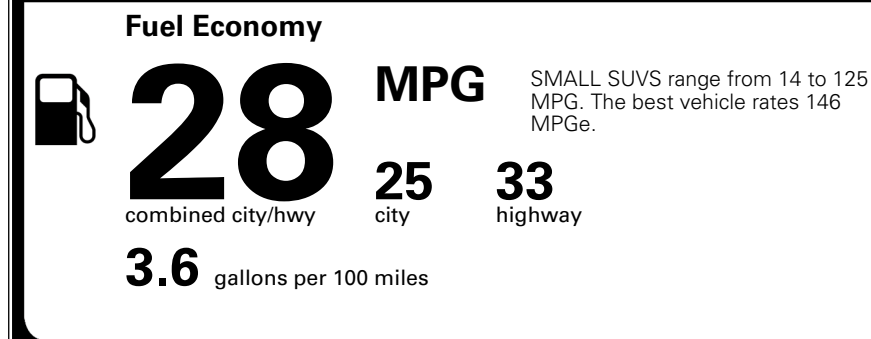 Fuel Economy
28
MPG
SMALL SUVS range from 14 to 125
MPG. The best vehicle rates 146
MPGe.
25 33
combined city/hwy city highway
3.6 gallons per 100 miles